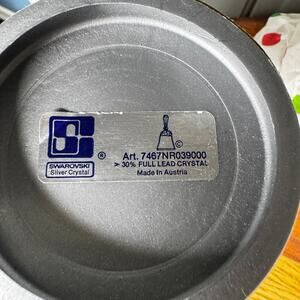 S
SWAROVSKI ®
Silver Crystal
©
Art. 7467NR039000
> 30% FULL LEAD CRYSTAL
Made in Austria